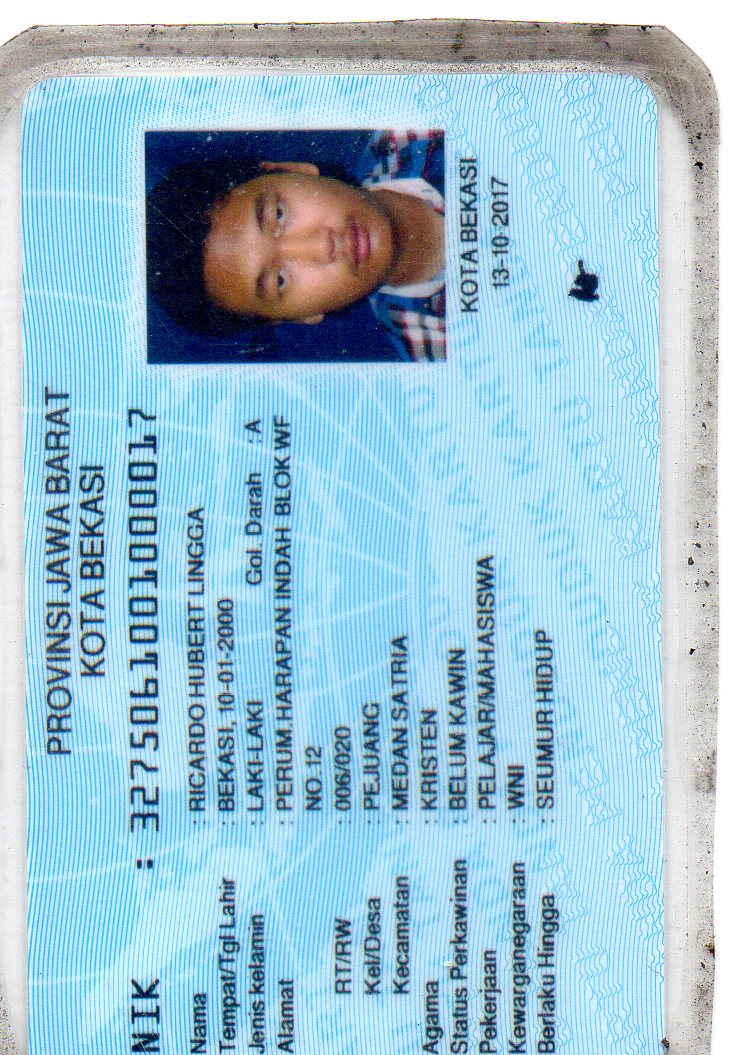 PROVINSI JAWA BARAT
KOTA BEKASI
NIK : 3275061001000017
Nama : RICARDO HUBERT LINGGA
Tempat/Tgl Lahir : BEKASI, 10-01-2000
Jenis kelamin : LAKI-LAKI Gol. Darah : A
Alamat : PERUM.HARAPAN INDAH BLOK WF
NO.12
RT/RW : 006/020
Kel/Desa : PEJUANG
Kecamatan : MEDAN SATRIA
Agama : KRISTEN
Status Perkawinan : BELUM KAWIN
Pekerjaan : PELAJAR/MAHASISWA
Kewarganegaraan : WNI
Berlaku Hingga : SEUMUR HIDUP
KOTA BEKASI
13-10-2017